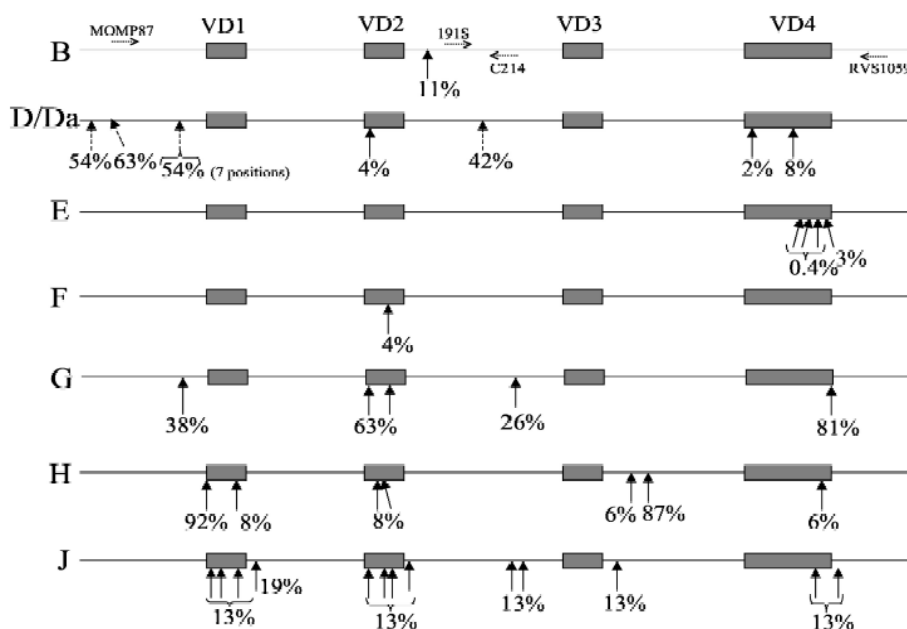 VD1 VD2 VD3 VD4
MOMP87 191S
B C214 RVS1059
11%
D/Da
54% 63% 54% (7 positions) 4% 42% 2% 8%
E
0.4% 3%
F
4%
G
38% 63% 26% 81%
H
92% 8% 8% 6% 87% 6%
J
19%
13% 13% 13% 13% 13%